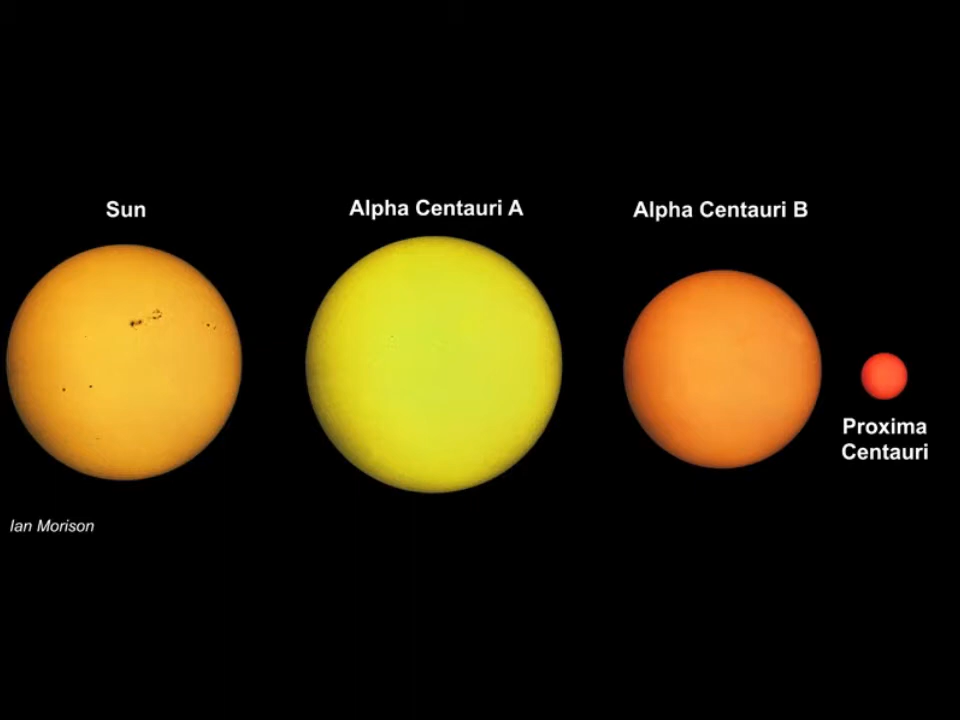 Sun
Alpha Centauri A
Alpha Centauri B
Proxima
Centauri
Ian Morison